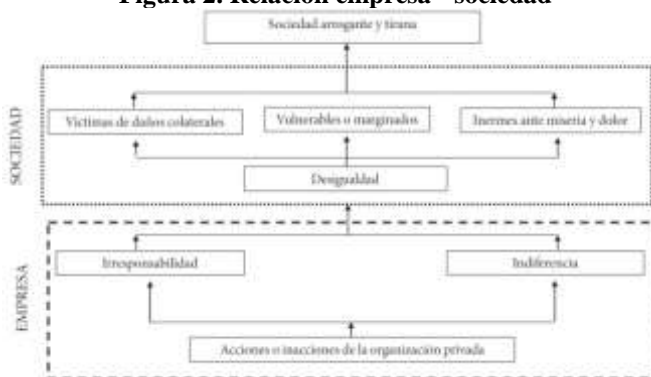 Figura 2. Relación empresa - sociedad
Sociedad arrogante y tirana
SOCIEDAD
Víctimas de daños colaterales
Vulnerables o marginados
Inermes ante miseria y dolor
Desigualdad
EMPRESA
Irresponsabilidad
Indiferencia
Acciones o inacciones de la organización privada